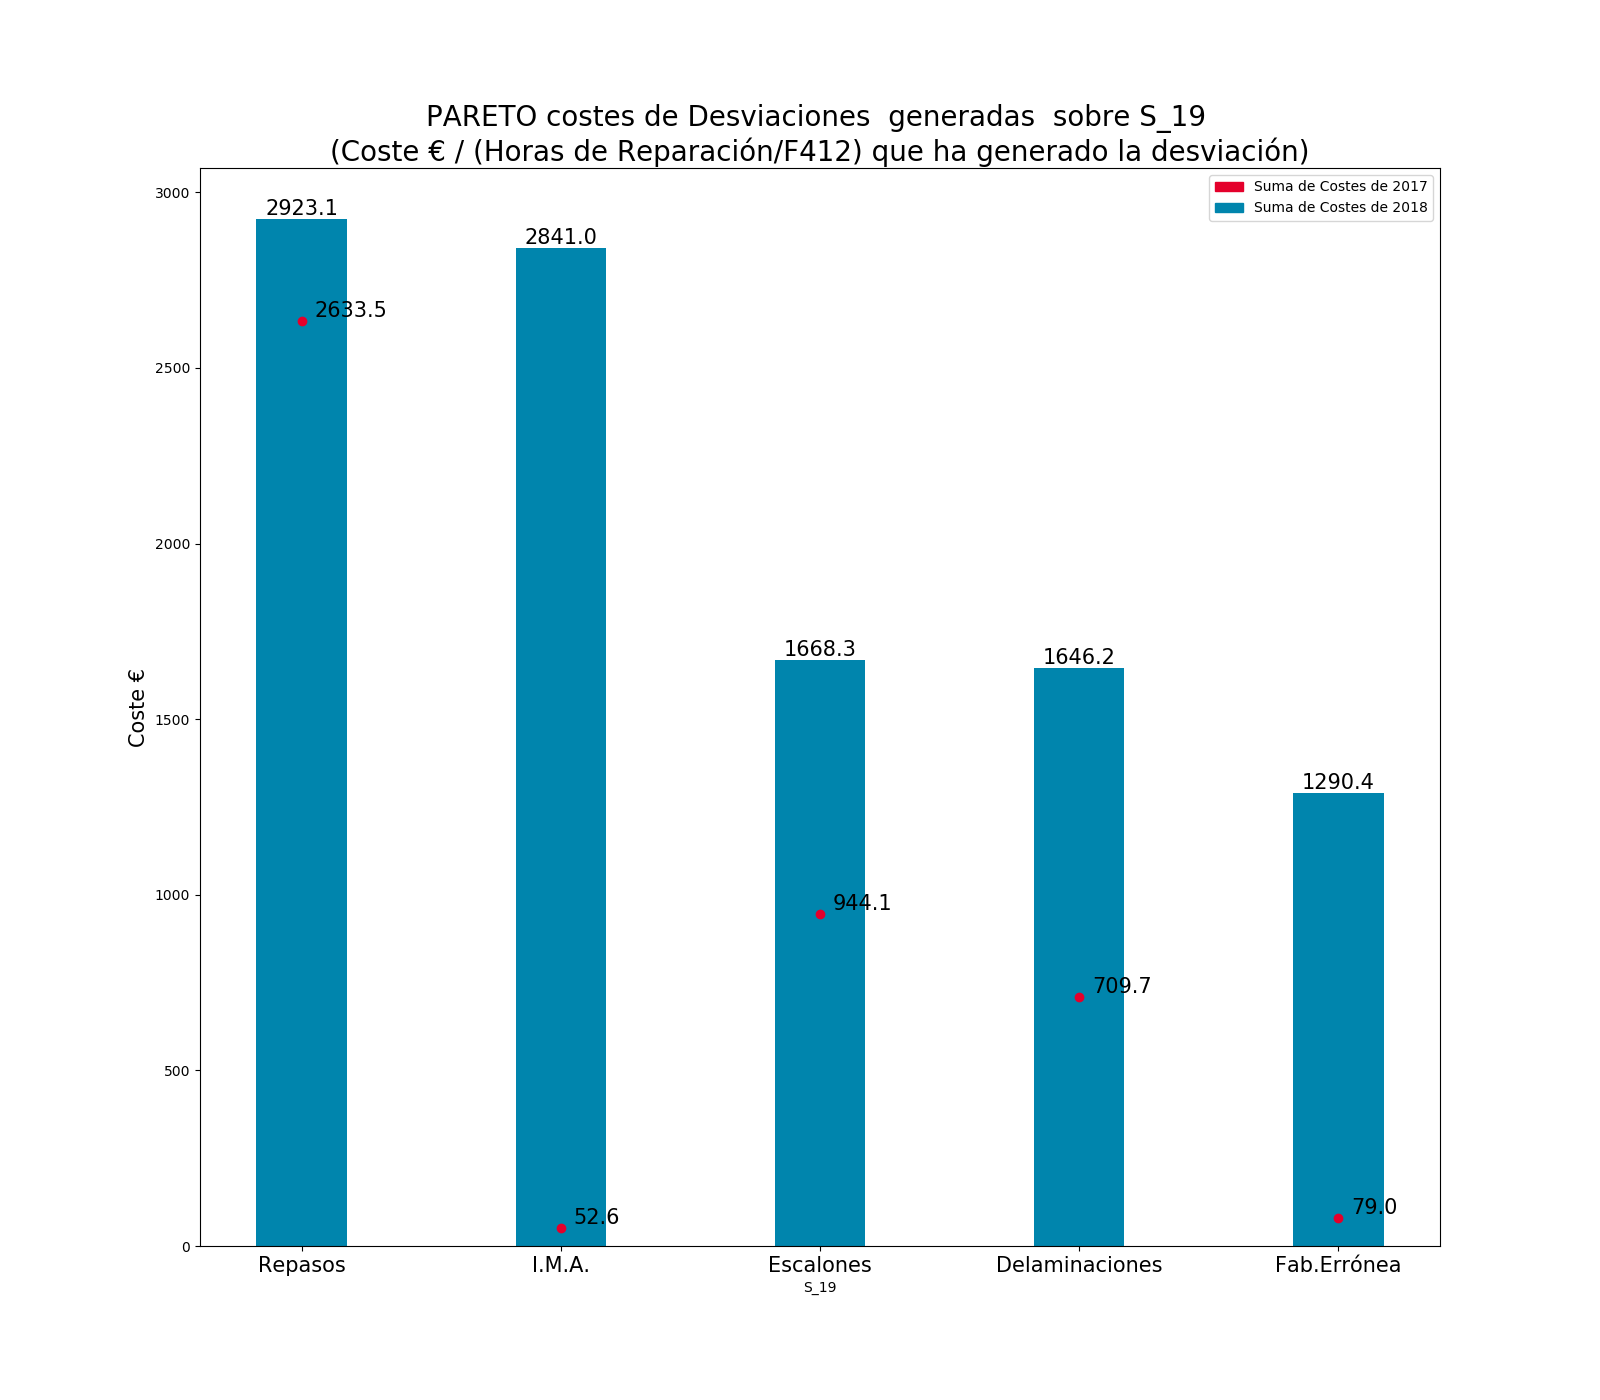 PARETO costes de Desviaciones  generadas  sobre S_19
(Coste € / (Horas de Reparación/F412) que ha generado la desviación)
Suma de Costes de 2017
Suma de Costes de 2018
3000
2500
2000
1500
1000
500
0
Coste €
2923.1
2633.5
2841.0
52.6
1668.3
944.1
1646.2
709.7
1290.4
79.0
Repasos
I.M.A.
Escalones
Delaminaciones
Fab.Errónea
S_19